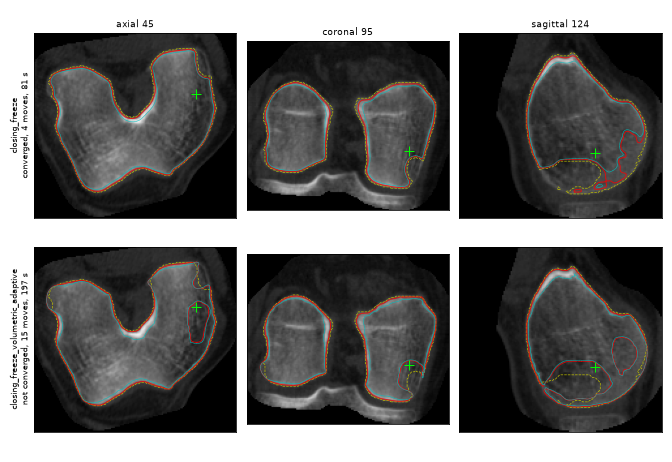 axial 45
coronal 95
sagittal 124
closing_freeze
converged, 4 moves, 81 s
closing_freeze_volumetric_adaptive
not converged, 15 moves, 197 s